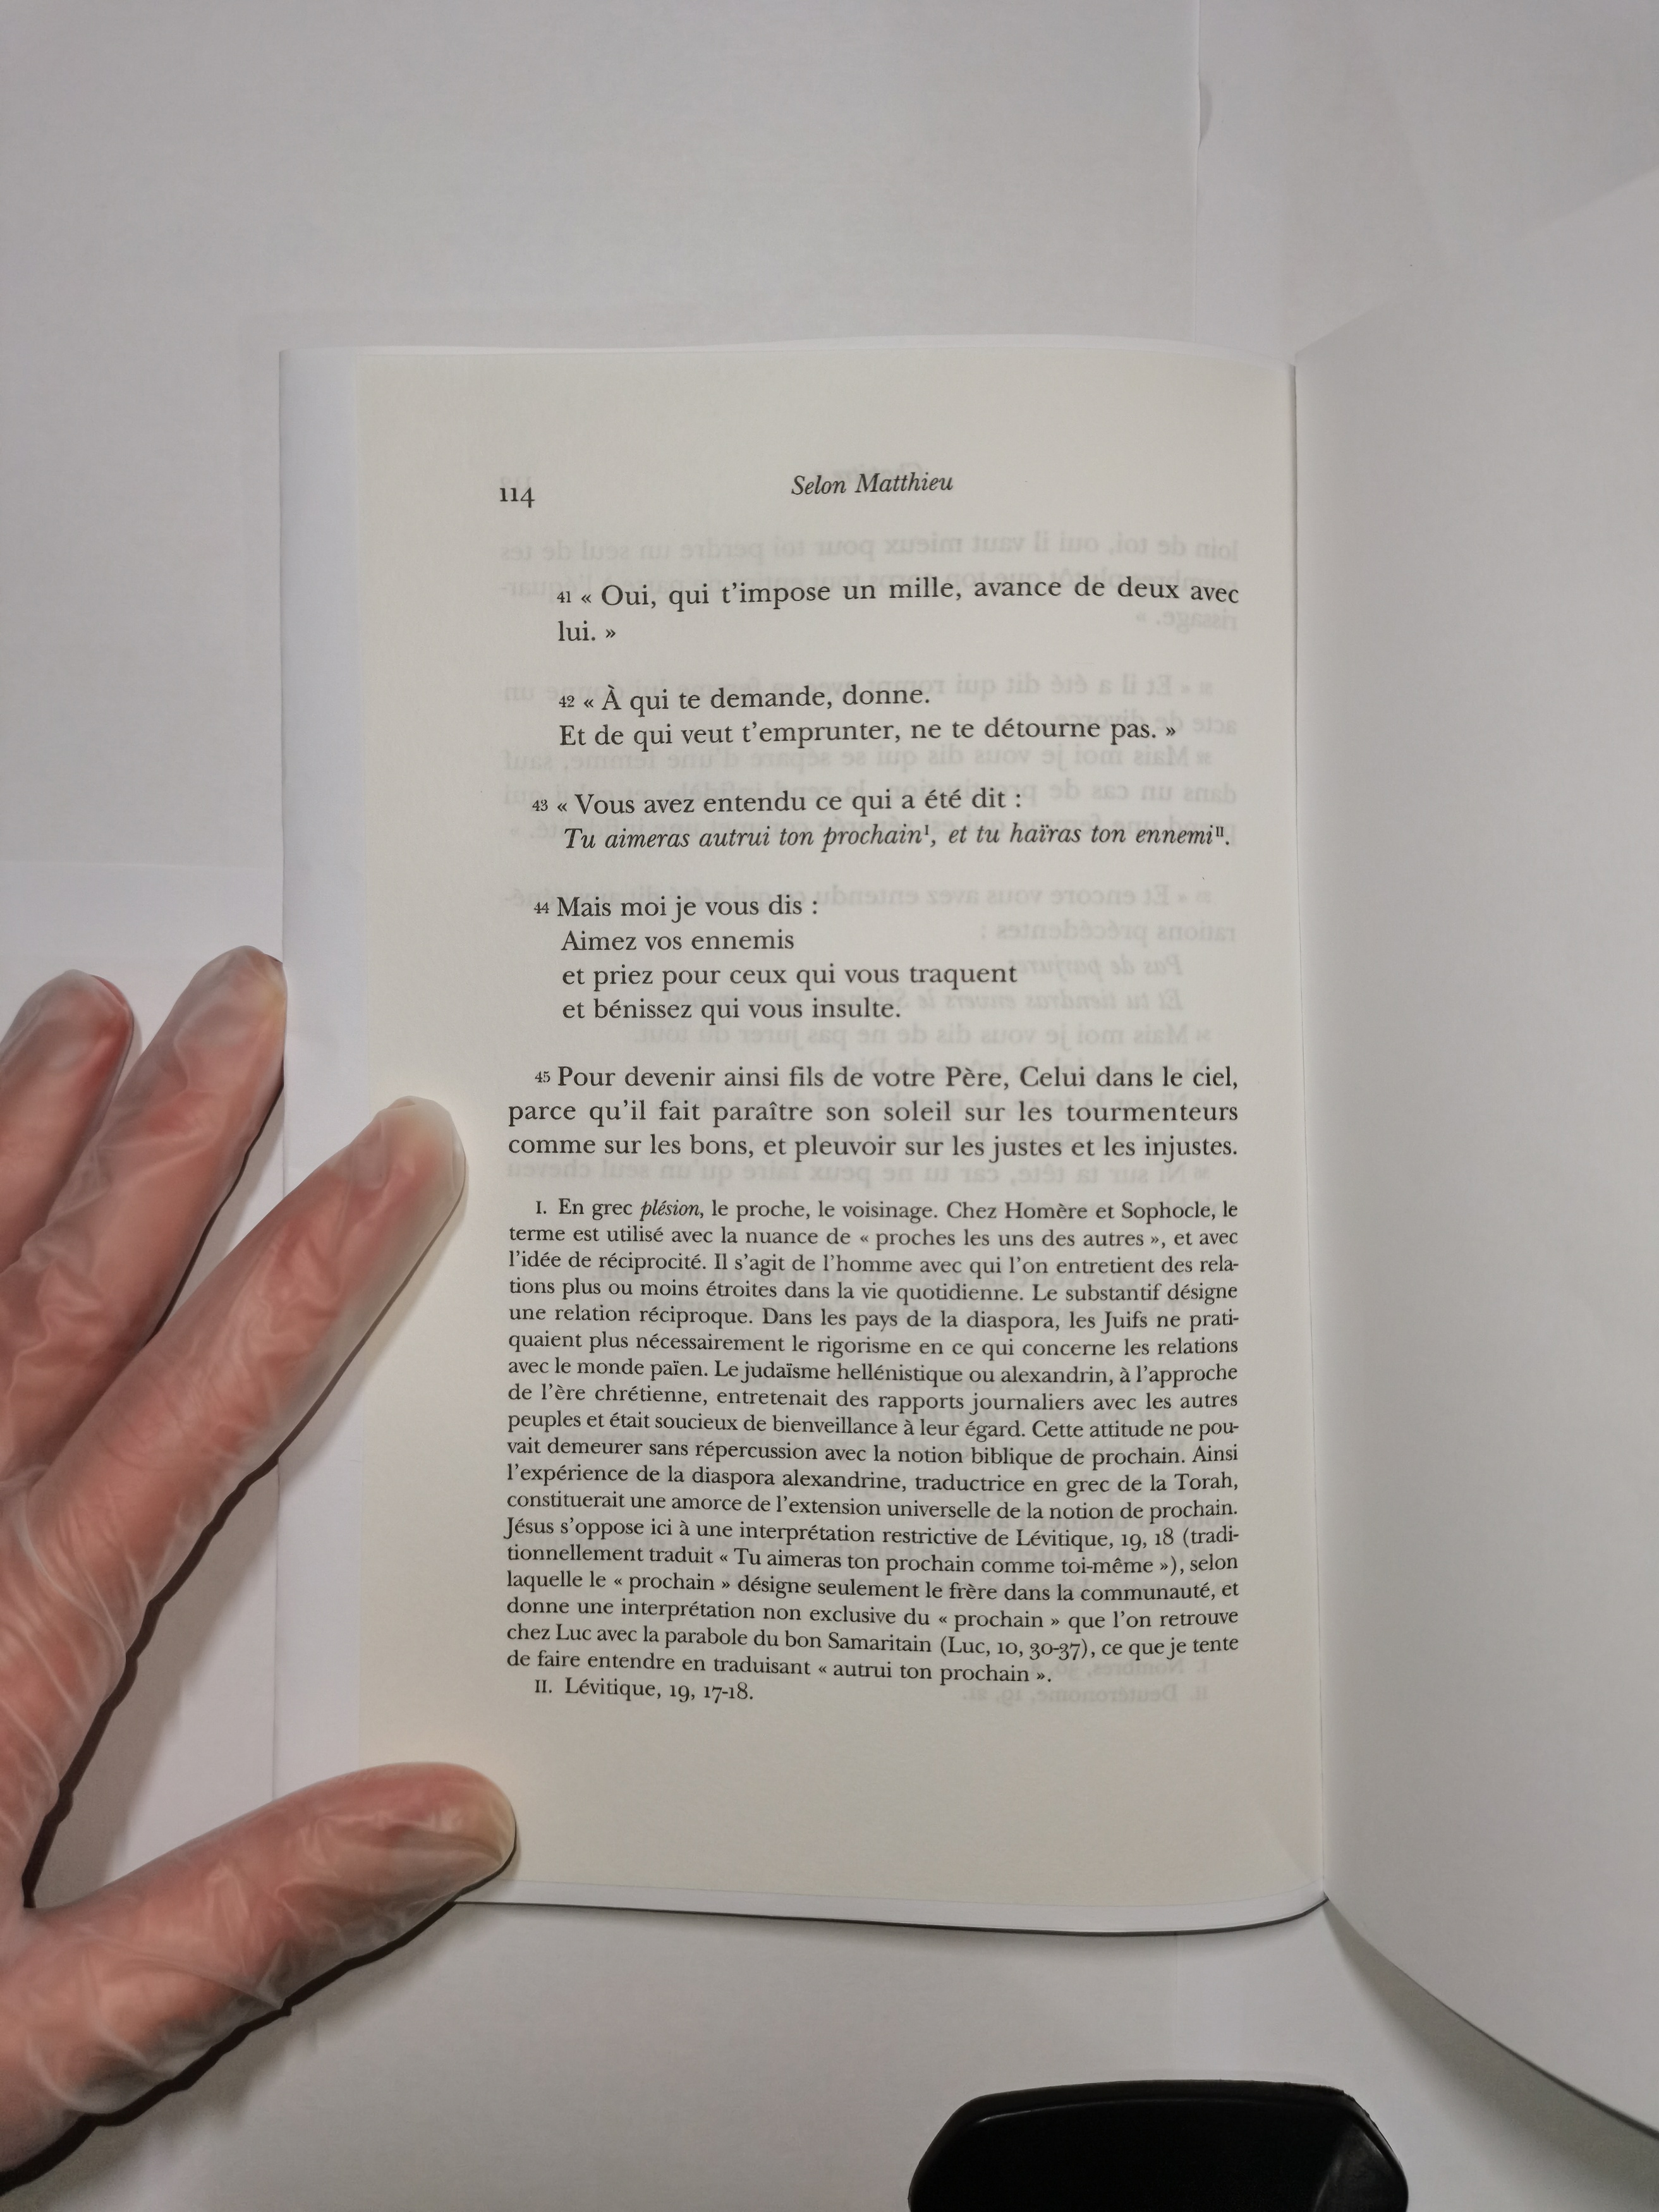 114
Selon Matthieu
41 « Oui, qui t'impose un mille, avance de deux avec
lui. »
42 « À qui te demande, donne.
Et de qui veut t'emprunter, ne te détourne pas. »
43 « Vous avez entendu ce qui a été dit :
Tu aimeras autrui ton prochainI, et tu haïras ton ennemiII.
44 Mais moi je vous dis :
Aimez vos ennemis
et priez pour ceux qui vous traquent
et bénissez qui vous insulte.
45 Pour devenir ainsi fils de votre Père, Celui dans le ciel,
parce qu'il fait paraître son soleil sur les tourmenteurs
comme sur les bons, et pleuvoir sur les justes et les injustes.
I. En grec plésion, le proche, le voisinage. Chez Homère et Sophocle, le
terme est utilisé avec la nuance de « proches les uns des autres », et avec
l'idée de réciprocité. Il s'agit de l'homme avec qui l'on entretient des rela-
tions plus ou moins étroites dans la vie quotidienne. Le substantif désigne
une relation réciproque. Dans les pays de la diaspora, les Juifs ne prati-
quaient plus nécessairement le rigorisme en ce qui concerne les relations
avec le monde païen. Le judaïsme hellénistique ou alexandrin, à l'approche
de l'ère chrétienne, entretenait des rapports journaliers avec les autres
peuples et était soucieux de bienveillance à leur égard. Cette attitude ne pou-
vait demeurer sans répercussion avec la notion biblique de prochain. Ainsi
l'expérience de la diaspora alexandrine, traductrice en grec de la Torah,
constituerait une amorce de l'extension universelle de la notion de prochain.
Jésus s'oppose ici à une interprétation restrictive de Lévitique, 19, 18 (tradi-
tionnellement traduit « Tu aimeras ton prochain comme toi-même »), selon
laquelle le « prochain » désigne seulement le frère dans la communauté, et
donne une interprétation non exclusive du « prochain » que l'on retrouve
chez Luc avec la parabole du bon Samaritain (Luc, 10, 30-37), ce que je tente
de faire entendre en traduisant « autrui ton prochain ».
II. Lévitique, 19, 17-18.